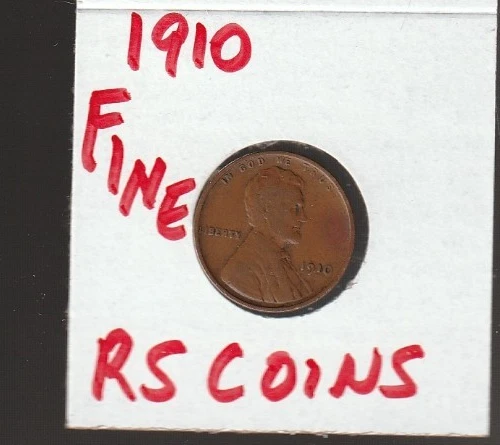 1910
FINE
IN GOD WE TRUST
LIBERTY
1910
RS COINS